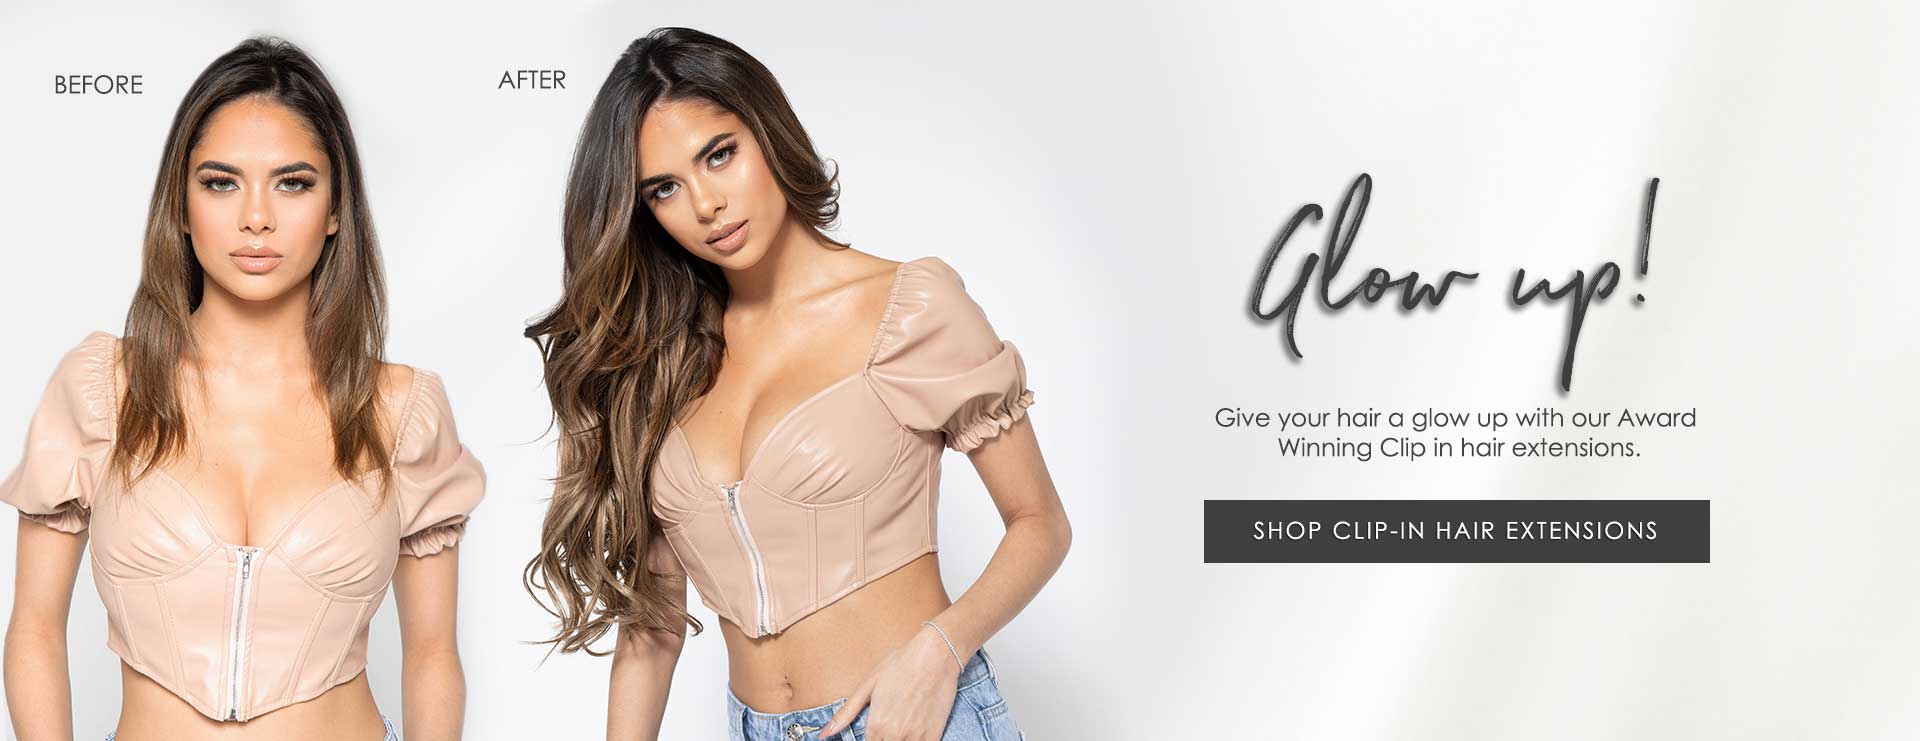 BEFORE
AFTER
Glow up!
Give your hair a glow up with our Award
Winning Clip in hair extensions.
SHOP CLIP-IN HAIR EXTENSIONS